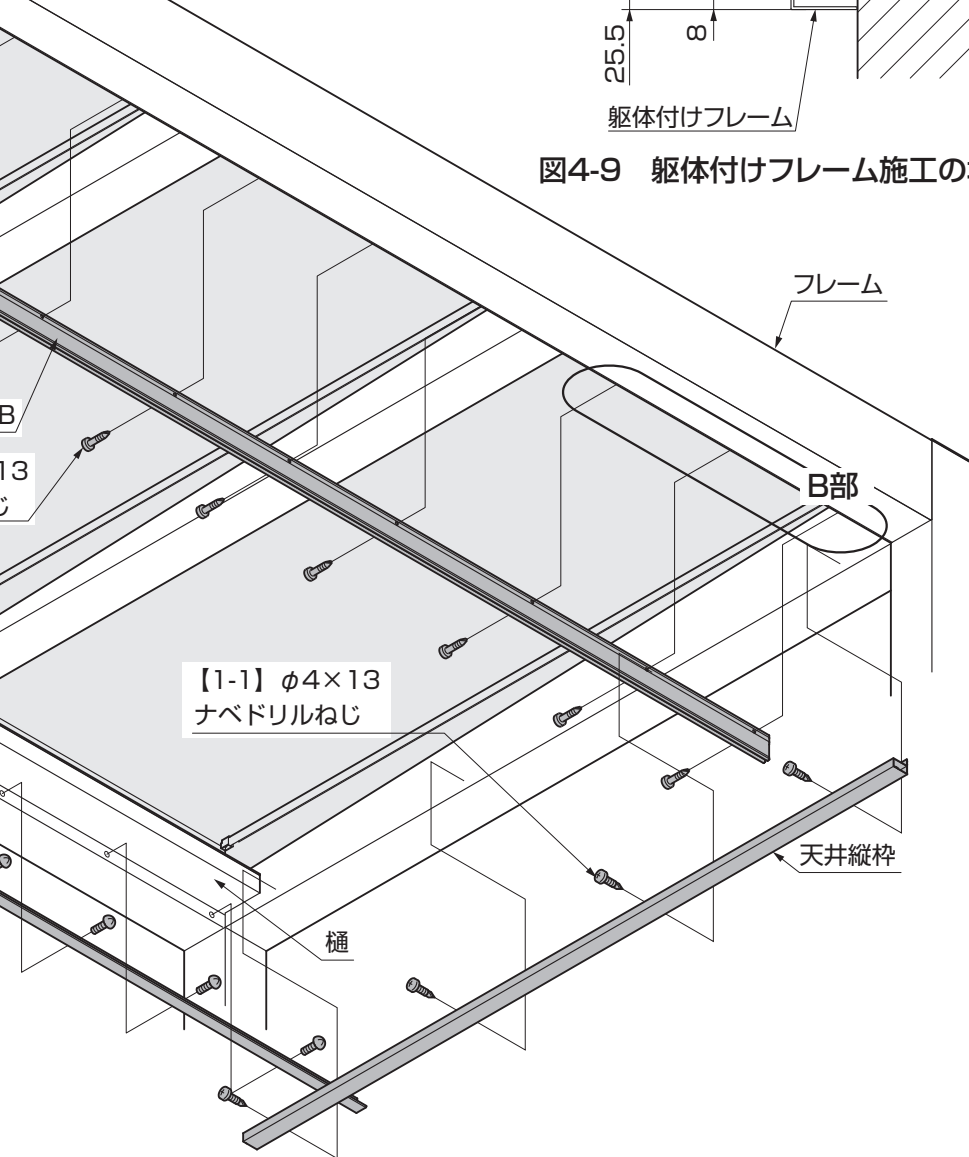 25.5
8
躯体付けフレーム
図4-9 躯体付けフレーム施工の
フレーム
B
13
じ
B部
【1-1】φ4×13
ナベドリルねじ
天井縦枠
樋